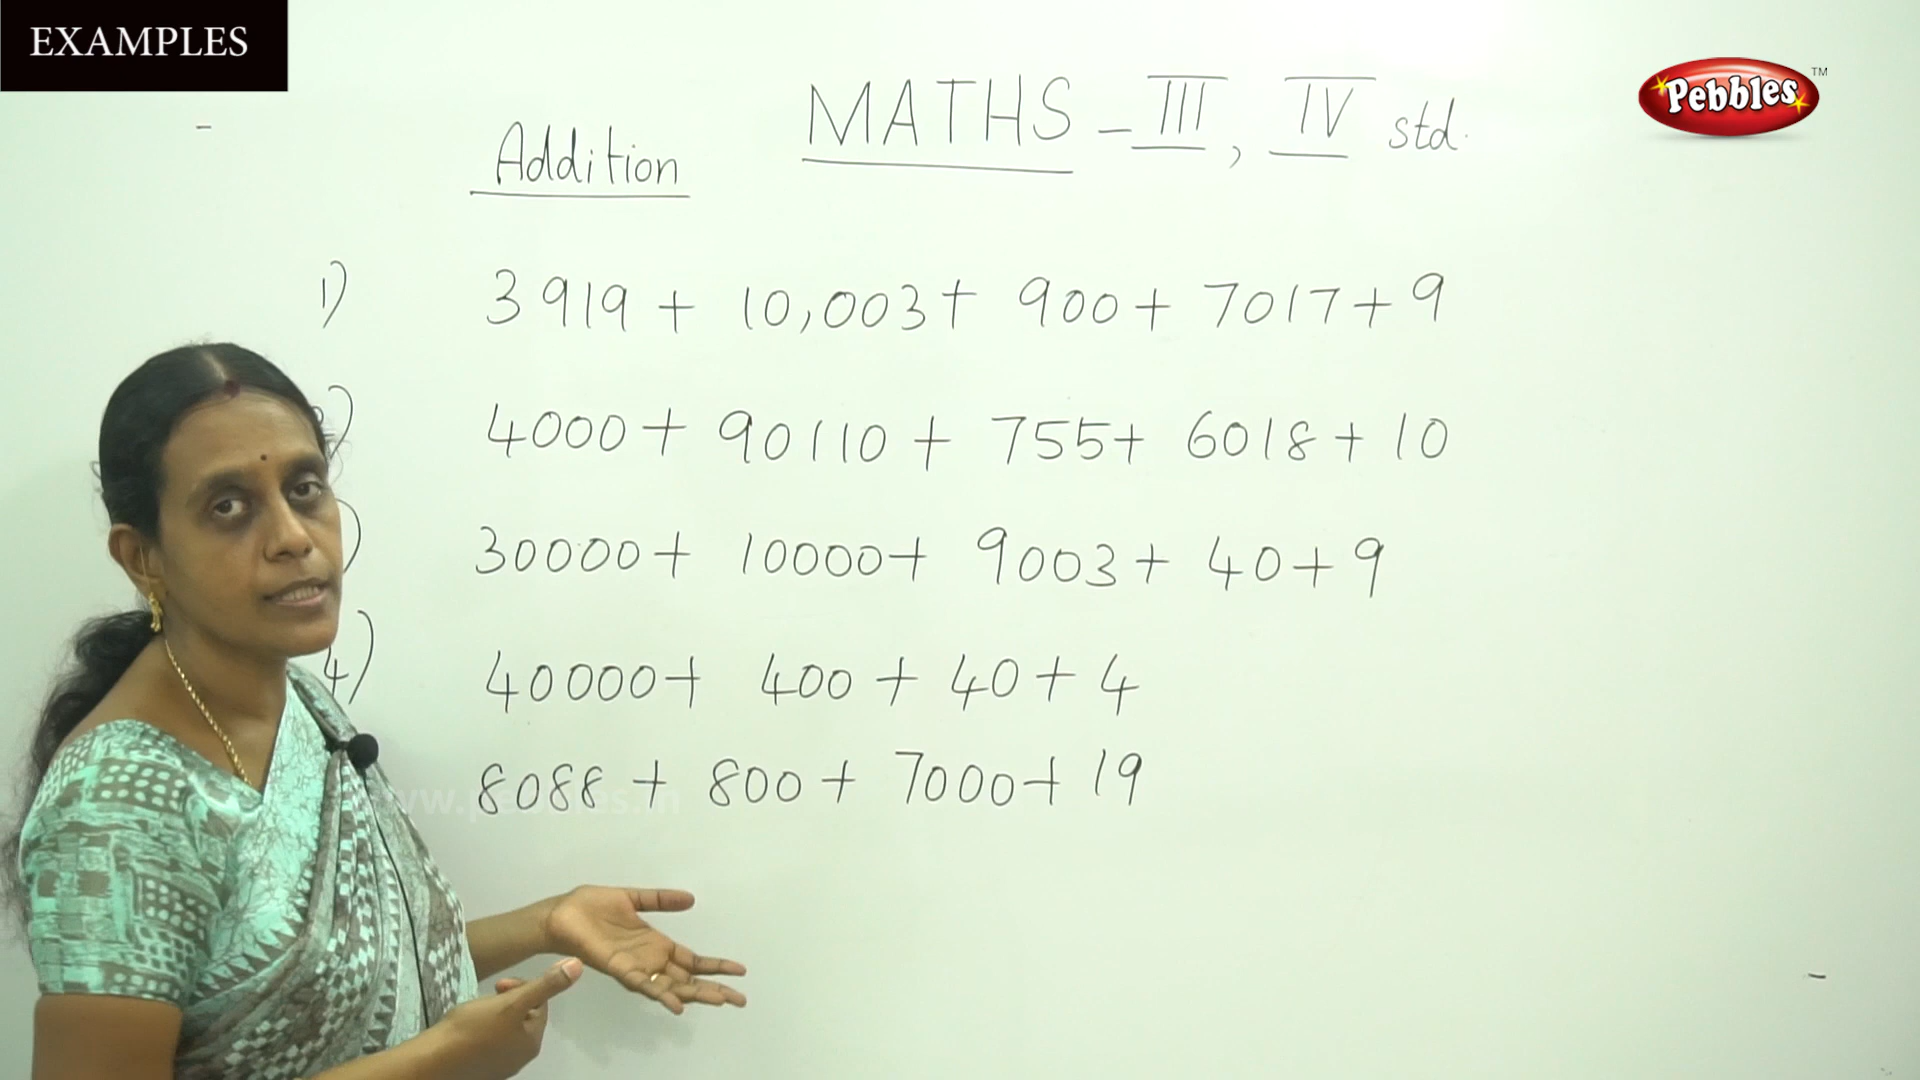 EXAMPLES
MATHS - III, IV std.
Pebbles TM
Addition
1) 3919 + 10,003 + 900 + 7017 + 9
) 4000 + 90110 + 755 + 6018 + 10
) 30000 + 10000 + 9003 + 40 + 9
4) 40000 + 400 + 40 + 4
8088 + 800 + 7000 + 19